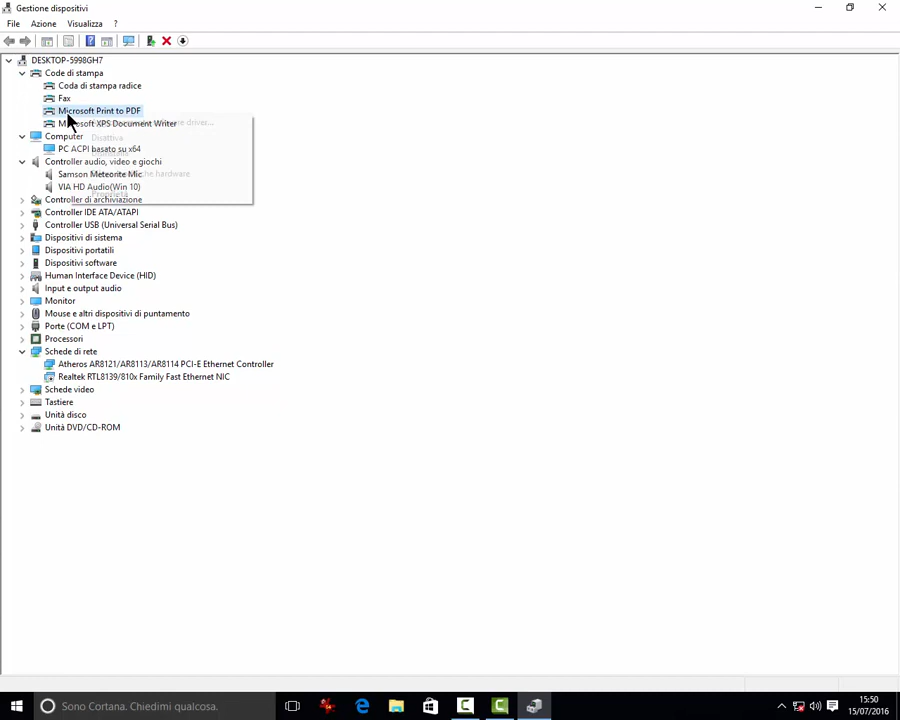 Gestione dispositivi
File Azione Visualizza ?
DESKTOP-5998GH7
Code di stampa
Coda di stampa radice
Fax
Microsoft Print to PDF
Microsoft XPS Document Writer
Disattiva
Computer
PC ACPI basato su x64
Controller audio, video e giochi
Samson Meteorite Mic
hardware
VIA HD Audio(Win 10)
Proprietà
Controller di archiviazione
Controller IDE ATA/ATAPI
Controller USB (Universal Serial Bus)
Dispositivi di sistema
Dispositivi portatili
Dispositivi software
Human Interface Device (HID)
Input e output audio
Monitor
Mouse e altri dispositivi di puntamento
Porte (COM e LPT)
Processori
Schede di rete
Atheros AR8121/AR8113/AR8114 PCI-E Ethernet Controller
Realtek RTL8139/810x Family Fast Ethernet NIC
Schede video
Tastiere
Unità disco
Unità DVD/CD-ROM
Sono Cortana. Chiedimi qualcosa.
15:50
15/07/2016